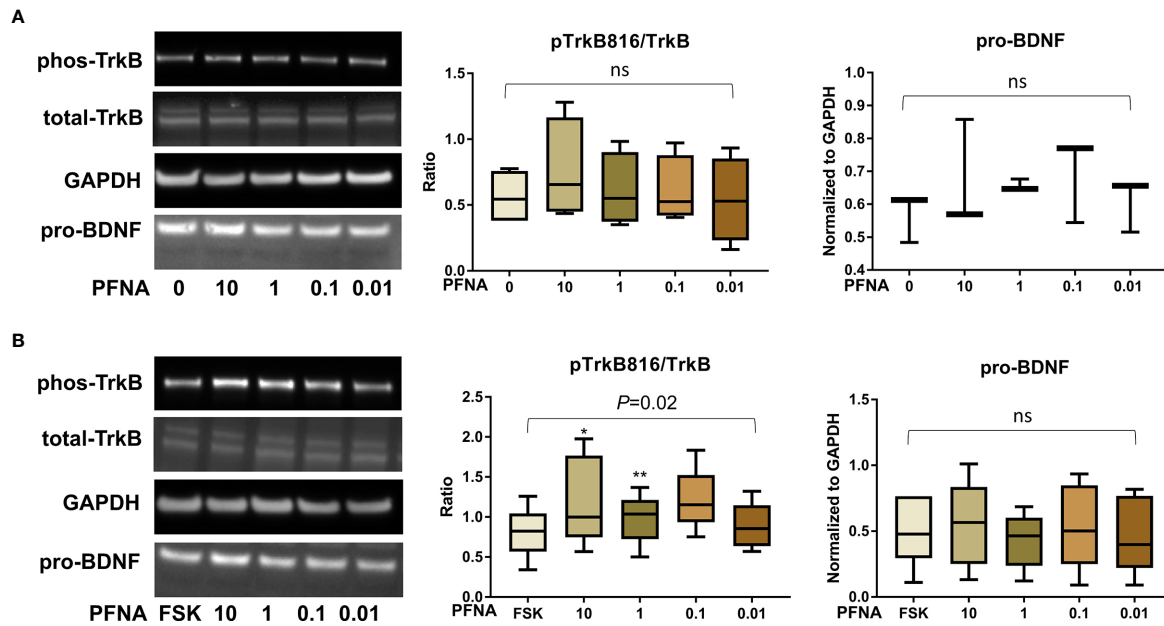 A
phos-TrkB
total-TrkB
GAPDH
pro-BDNF
PFNA 0 10 1 0.1 0.01
pTrkB816/TrkB
ns
Ratio
1.5
1.0
0.5
0.0
PFNA 0 10 1 0.1 0.01
pro-BDNF
ns
Normalized to GAPDH
1.0
0.9
0.8
0.7
0.6
0.5
0.4
PFNA 0 10 1 0.1 0.01
B
phos-TrkB
total-TrkB
GAPDH
pro-BDNF
PFNA FSK 10 1 0.1 0.01
pTrkB816/TrkB
P=0.02
* **
Ratio
2.5
2.0
1.5
1.0
0.5
0.0
PFNA FSK 10 1 0.1 0.01
pro-BDNF
ns
Normalized to GAPDH
1.5
1.0
0.5
0.0
PFNA FSK 10 1 0.1 0.01